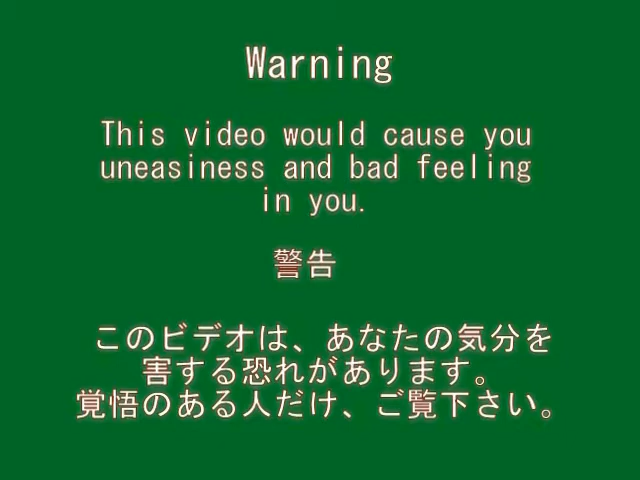 Warning
This video would cause you
uneasiness and bad feeling
in you.
警告
このビデオは、あなたの気分を
害する恐れがあります。
覚悟のある人だけ、ご覧下さい。